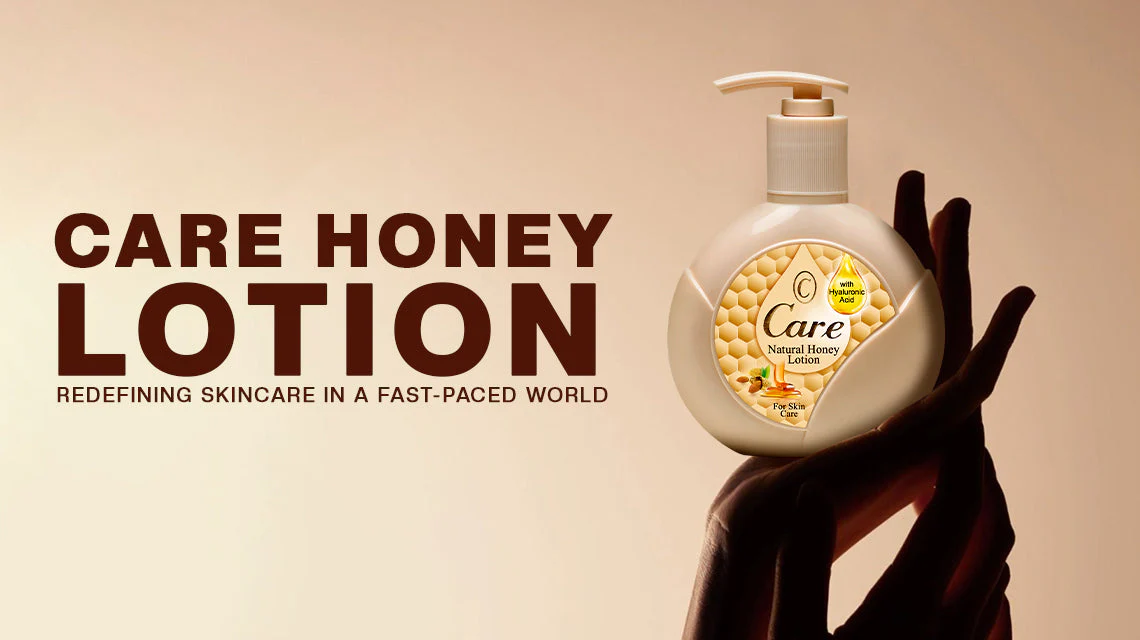 CARE HONEY
LOTION
REDEFINING SKINCARE IN A FAST-PACED WORLD
C
with
Hyaluronic
Acid
Care
Natural Honey
Lotion
For Skin
Care